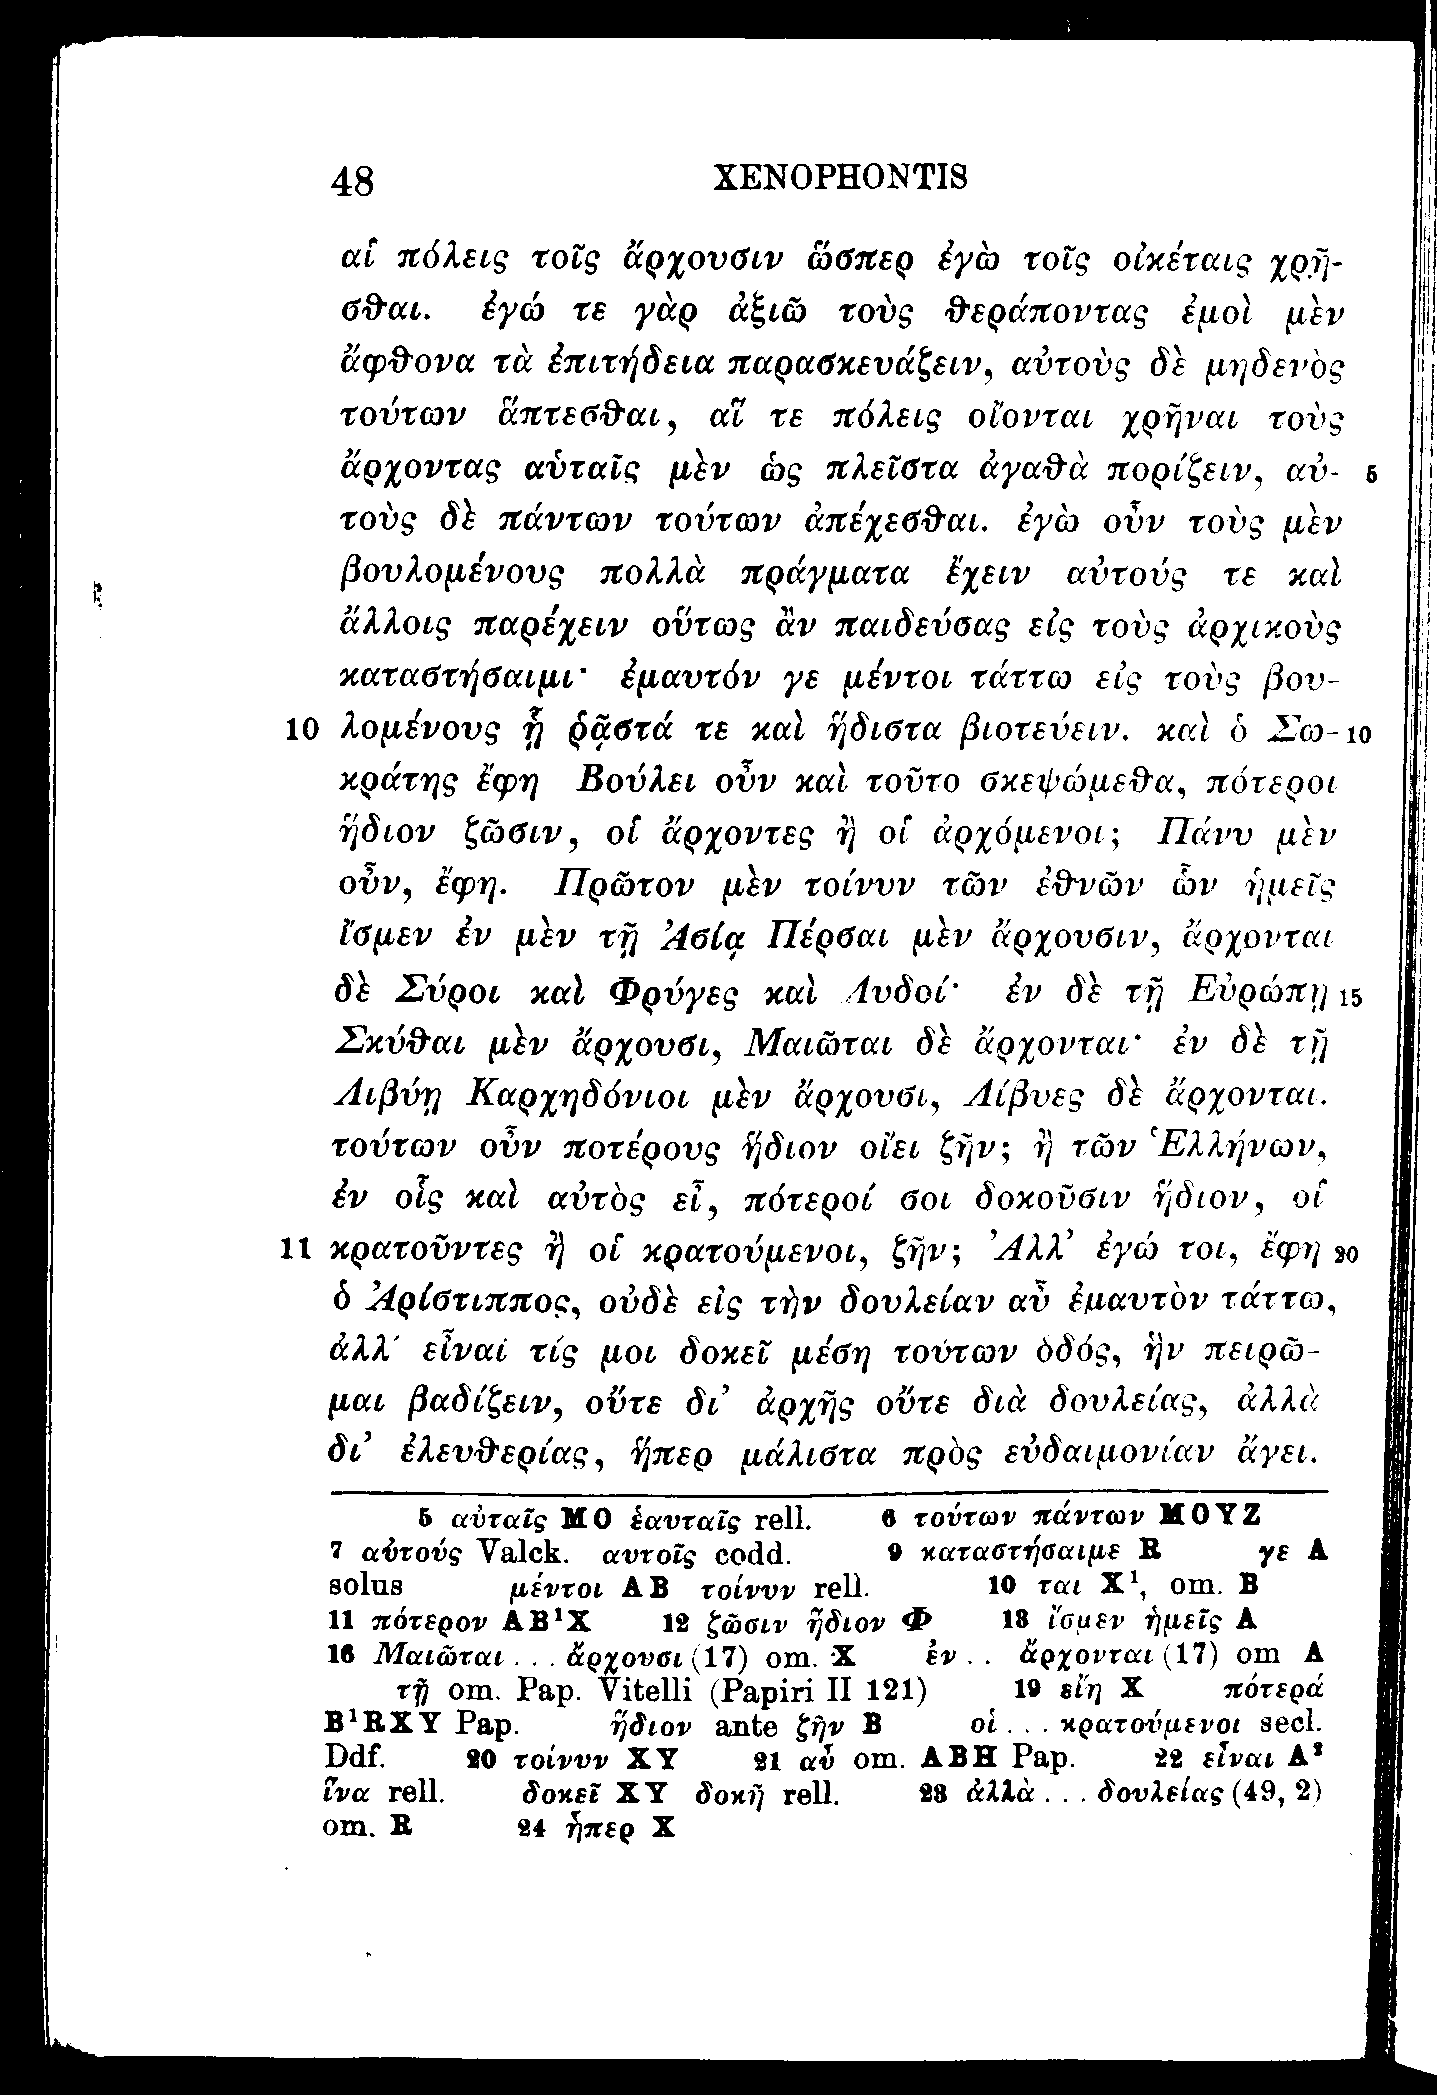 48 XENOPHONTIS
αἱ πόλεις τοῖς ἄρχουσιν ὥσπερ ἐγὼ τοῖς οἰκέταις χρῆ-
σθαι. ἐγώ τε γὰρ ἀξιῶ τοὺς θεράποντας ἐμοὶ μὲν
ἄφθονα τὰ ἐπιτήδεια παρασκευάζειν, αὐτοὺς δὲ μηδενὸς
τούτων ἅπτεσθαι, αἵ τε πόλεις οἴονται χρῆναι τοὺς
ἄρχοντας αὑταῖς μὲν ὡς πλεῖστα ἀγαθὰ πορίζειν, αὐ- 5
τοὺς δὲ πάντων τούτων ἀπέχεσθαι. ἐγὼ οὖν τοὺς μὲν
βουλομένους πολλὰ πράγματα ἔχειν αὐτούς τε καὶ
ἄλλοις παρέχειν οὕτως ἂν παιδεύσας εἰς τοὺς ἀρχικοὺς
καταστήσαιμι· ἐμαυτόν γε μέντοι τάττω εἰς τοὺς βου-
10 λομένους ᾗ ῥᾷστά τε καὶ ἥδιστα βιοτεύειν. καὶ ὁ Σω- 10
κράτης ἔφη Βούλει οὖν καὶ τοῦτο σκεψώμεθα, πότεροι
ἥδιον ζῶσιν, οἱ ἄρχοντες ἢ οἱ ἀρχόμενοι; Πάνυ μὲν
οὖν, ἔφη. Πρῶτον μὲν τοίνυν τῶν ἐθνῶν ὧν ἡμεῖς
ἴσμεν ἐν μὲν τῇ Ἀσίᾳ Πέρσαι μὲν ἄρχουσιν, ἄρχονται
δὲ Σύροι καὶ Φρύγες καὶ Λυδοί· ἐν δὲ τῇ Εὐρώπῃ 15
Σκύθαι μὲν ἄρχουσι, Μαιῶται δὲ ἄρχονται· ἐν δὲ τῇ
Λιβύῃ Καρχηδόνιοι μὲν ἄρχουσι, Λίβυες δὲ ἄρχονται.
τούτων οὖν ποτέρους ἥδιον οἴει ζῆν; ἢ τῶν Ἑλλήνων,
ἐν οἷς καὶ αὐτὸς εἶ, πότεροί σοι δοκοῦσιν ἥδιον, οἱ
11 κρατοῦντες ἢ οἱ κρατούμενοι, ζῆν; Ἀλλ’ ἐγώ τοι, ἔφη 20
ὁ Ἀρίστιππος, οὐδὲ εἰς τὴν δουλείαν αὖ ἐμαυτὸν τάττω,
ἀλλ' εἶναί τίς μοι δοκεῖ μέση τούτων ὁδός, ἣν πειρῶ-
μαι βαδίζειν, οὔτε δι’ ἀρχῆς οὔτε διὰ δουλείας, ἀλλὰ
δι’ ἐλευθερίας, ἥπερ μάλιστα πρὸς εὐδαιμονίαν ἄγει.
5 αὑταῖς MO ἑαυταῖς rell. 6 τούτων πάντων MOYZ
7 αὐτούς Valck. αυτοῖς codd. 9 καταστήσαιμε R γε A
solus μέντοι AB τοίνυν rell. 10 ται X¹, om. B
11 πότερον AB¹X 12 ζῶσιν ἥδιον Φ 13 ἴσμεν ἡμεῖς A
16 Μαιῶται . . . ἄρχουσι (17) om. X ἐν . . ἄρχονται (17) om A
τῇ om. Pap. Vitelli (Papiri II 121) 19 εἴη X πότερά
B¹RXY Pap. ἥδιον ante ζῆν B οἱ . . . κρατούμενοι secl.
Ddf. 20 τοίνυν XY 21 αὖ om. ABH Pap. 22 εἶναι A²
ἵνα rell. δοκεῖ XY δοκῇ rell. 23 ἀλλὰ . . . δουλείας (49, 2)
om. R 24 ᾗπερ X